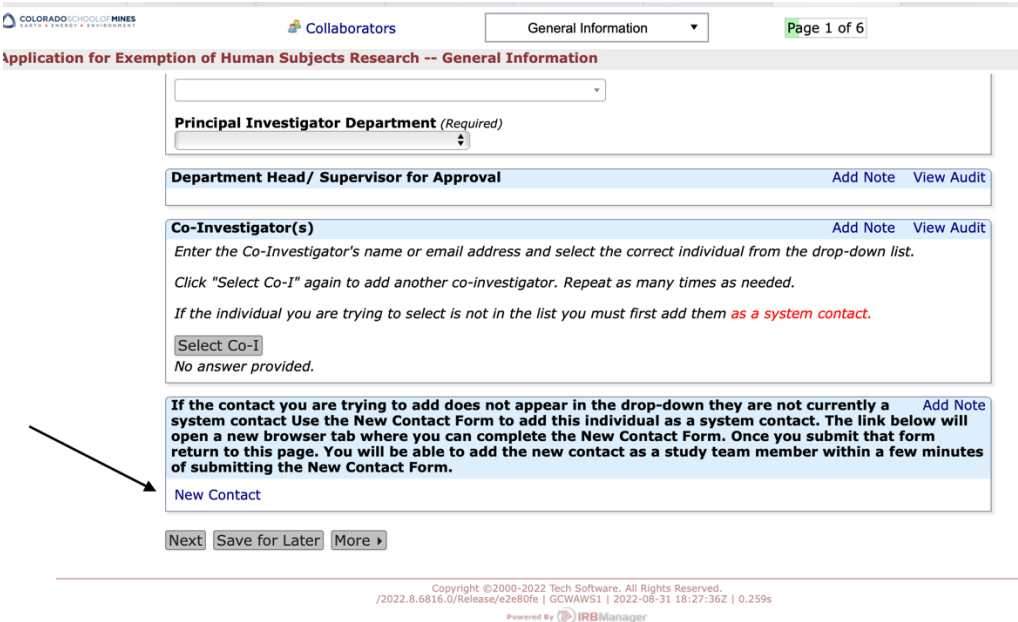 COLORADOSCHOOLOFMINES
EARTH • ENERGY • ENVIRONMENT
Collaborators
General Information
Page 1 of 6
Application for Exemption of Human Subjects Research -- General Information
Principal Investigator Department (Required)
Department Head/ Supervisor for Approval Add Note View Audit
Co-Investigator(s) Add Note View Audit
Enter the Co-Investigator's name or email address and select the correct individual from the drop-down list.
Click "Select Co-I" again to add another co-investigator. Repeat as many times as needed.
If the individual you are trying to select is not in the list you must first add them as a system contact.
Select Co-I
No answer provided.
If the contact you are trying to add does not appear in the drop-down they are not currently a Add Note
system contact Use the New Contact Form to add this individual as a system contact. The link below will
open a new browser tab where you can complete the New Contact Form. Once you submit that form
return to this page. You will be able to add the new contact as a study team member within a few minutes
of submitting the New Contact Form.
New Contact
Next Save for Later More
Copyright ©2000-2022 Tech Software. All Rights Reserved.
/2022.8.6816.0/Release/e2e80fe | GCWAWS1 | 2022-08-31 18:27:36Z | 0.259s
Powered By IRBManager